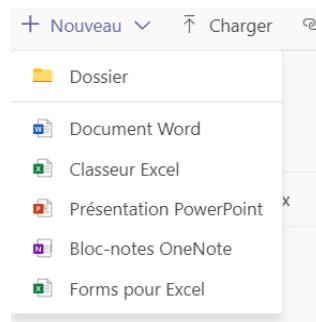 + Nouveau Charger
Dossier
Document Word
Classeur Excel
Présentation PowerPoint
x
Bloc-notes OneNote
Forms pour Excel